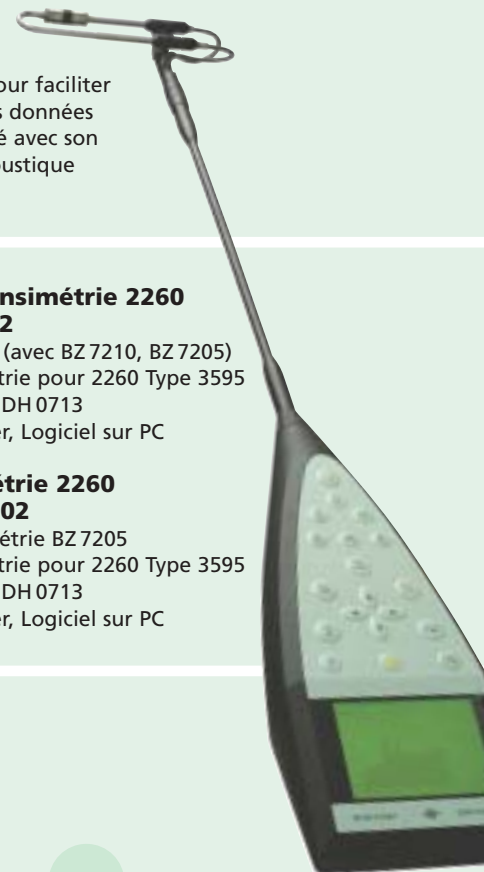 our faciliter
s données
é avec son
oustique
nsimétrie 2260
2
(avec BZ 7210, BZ 7205)
trie pour 2260 Type 3595
DH 0713
er, Logiciel sur PC
étrie 2260
02
étrie BZ 7205
trie pour 2260 Type 3595
DH 0713
er, Logiciel sur PC